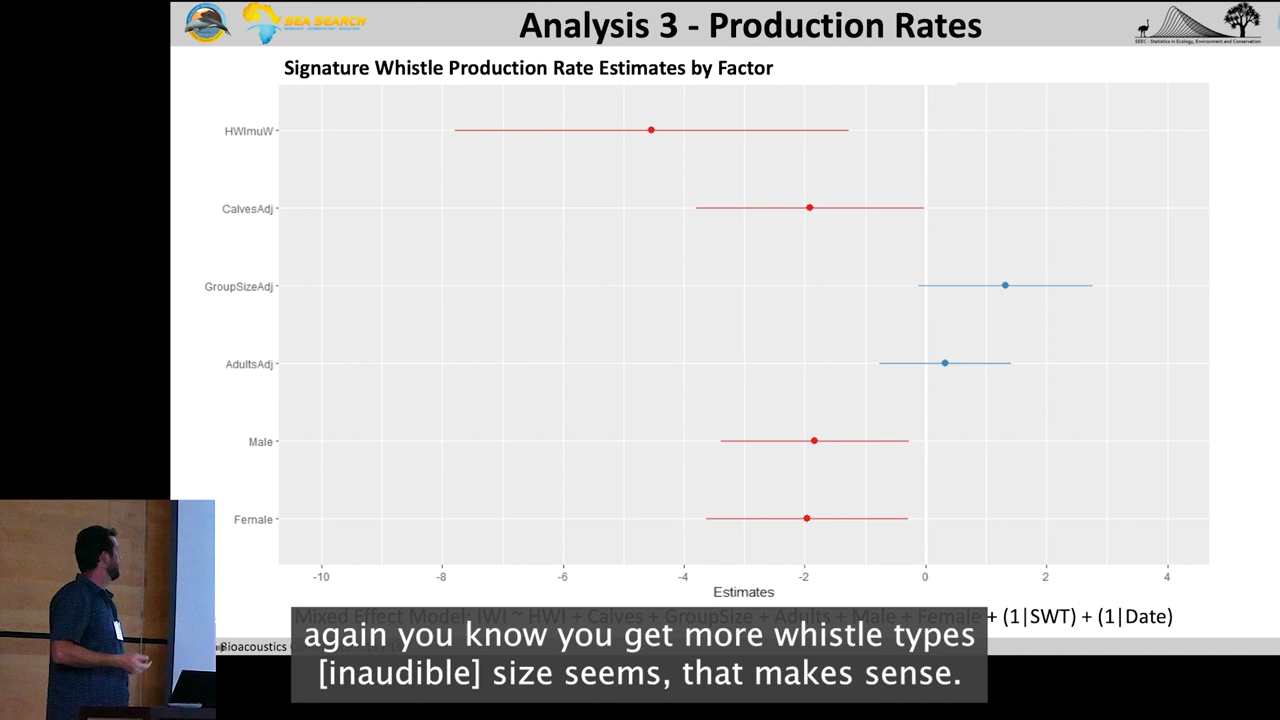 SEA SEARCH
Analysis 3 - Production Rates
SEEC - Statistics in Ecology, Environment and Conservation
Signature Whistle Production Rate Estimates by Factor
HWImuW
CalvesAdj
GroupSizeAdj
AdultsAdj
Male
Female
-10 -8 -6 -4 -2 0 2 4
Estimates
Mixed Effect Model: IWI ~ HWI + Calves + GroupSize + Adults + Male + Female + (1|SWT) + (1|Date)
Bioacoustics
again you know you get more whistle types
[inaudible] size seems, that makes sense.